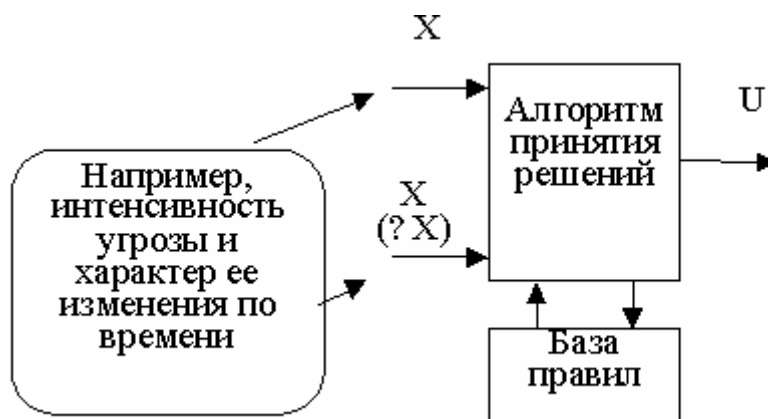 X
Алгоритм
принятия
решений
U
Например,
интенсивность
угрозы и
характер ее
изменения по
времени
X
(? X)
База
правил